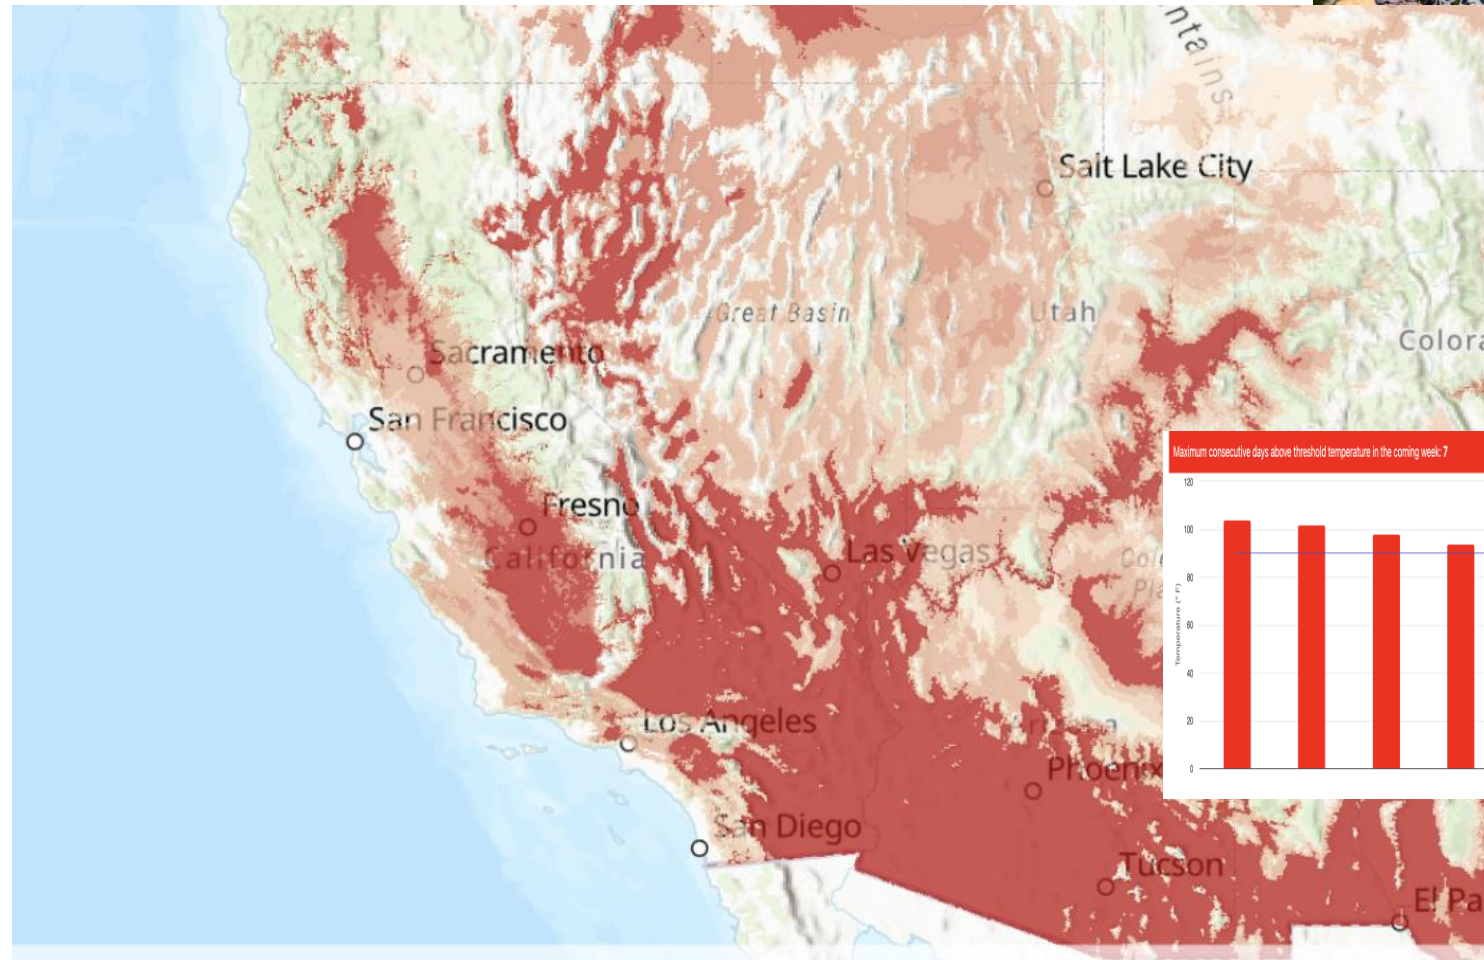 ntains
Salt Lake City
Great Basin
Utah
Colora
Sacramento
San Francisco
Fresno
California
Las Vegas
Maximum consecutive days above threshold temperature in the coming week: 7
120
100
80
60
40
20
0
Temperature (° F)
Los Angeles
Arizona
Phoenix
San Diego
Tucson
El Pa